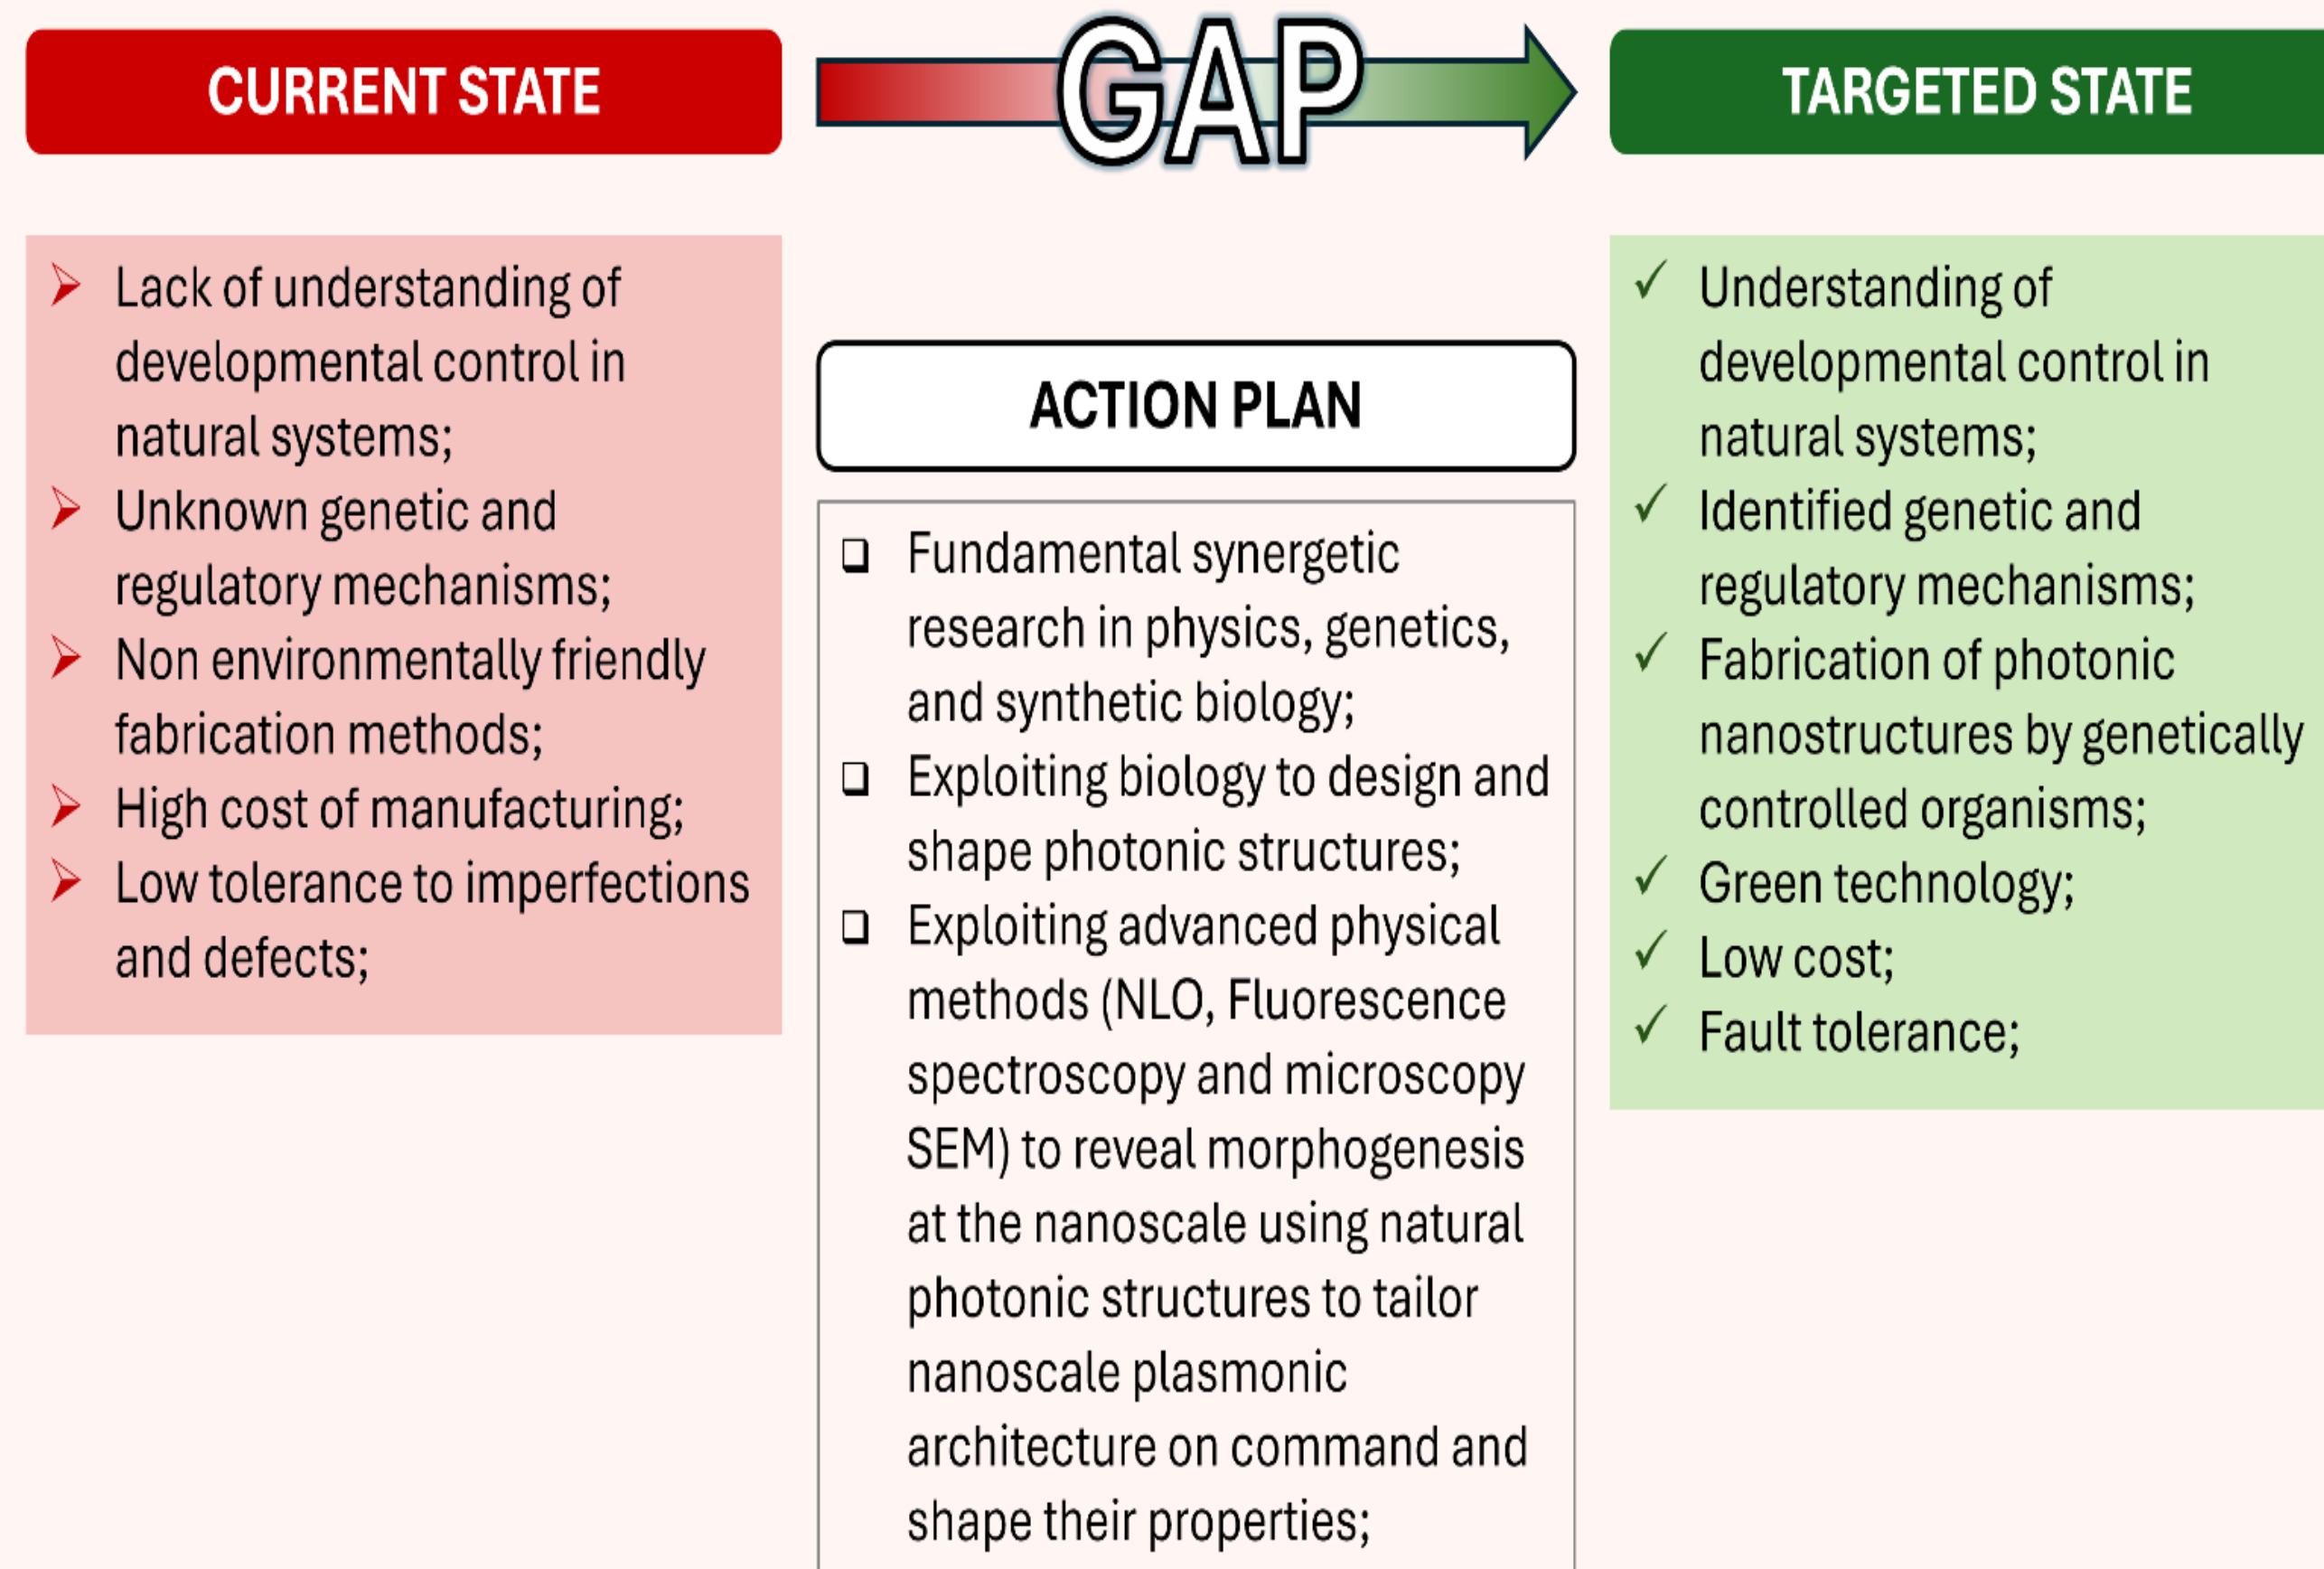 CURRENT STATE
GAP
TARGETED STATE
Lack of understanding of
developmental control in
natural systems;
Unknown genetic and
regulatory mechanisms;
Non environmentally friendly
fabrication methods;
High cost of manufacturing;
Low tolerance to imperfections
and defects;
ACTION PLAN
Fundamental synergetic
research in physics, genetics,
and synthetic biology;
Exploiting biology to design and
shape photonic structures;
Exploiting advanced physical
methods (NLO, Fluorescence
spectroscopy and microscopy
SEM) to reveal morphogenesis
at the nanoscale using natural
photonic structures to tailor
nanoscale plasmonic
architecture on command and
shape their properties;
Understanding of
developmental control in
natural systems;
Identified genetic and
regulatory mechanisms;
Fabrication of photonic
nanostructures by genetically
controlled organisms;
Green technology;
Low cost;
Fault tolerance;